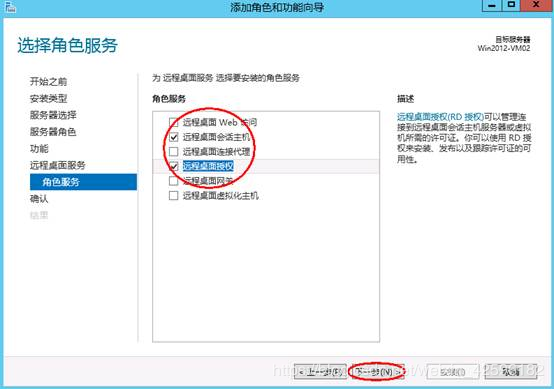 添加角色和功能向导
选择角色服务
目标服务器
Win2012-VM02
开始之前
安装类型
服务器选择
服务器角色
功能
远程桌面服务
角色服务
确认
结果
为 远程桌面服务 选择要安装的角色服务
角色服务
远程桌面 Web 访问
远程桌面会话主机
远程桌面连接代理
远程桌面授权
远程桌面网关
远程桌面虚拟化主机
描述
远程桌面授权(RD 授权)可以管理连
接到远程桌面会话主机服务器或虚拟
机所需的许可证。你可以使用 RD 授
权来安装、发布以及跟踪许可证的可
用性。
< 上一步(P)
下一步(N) >
安装(I)
取消